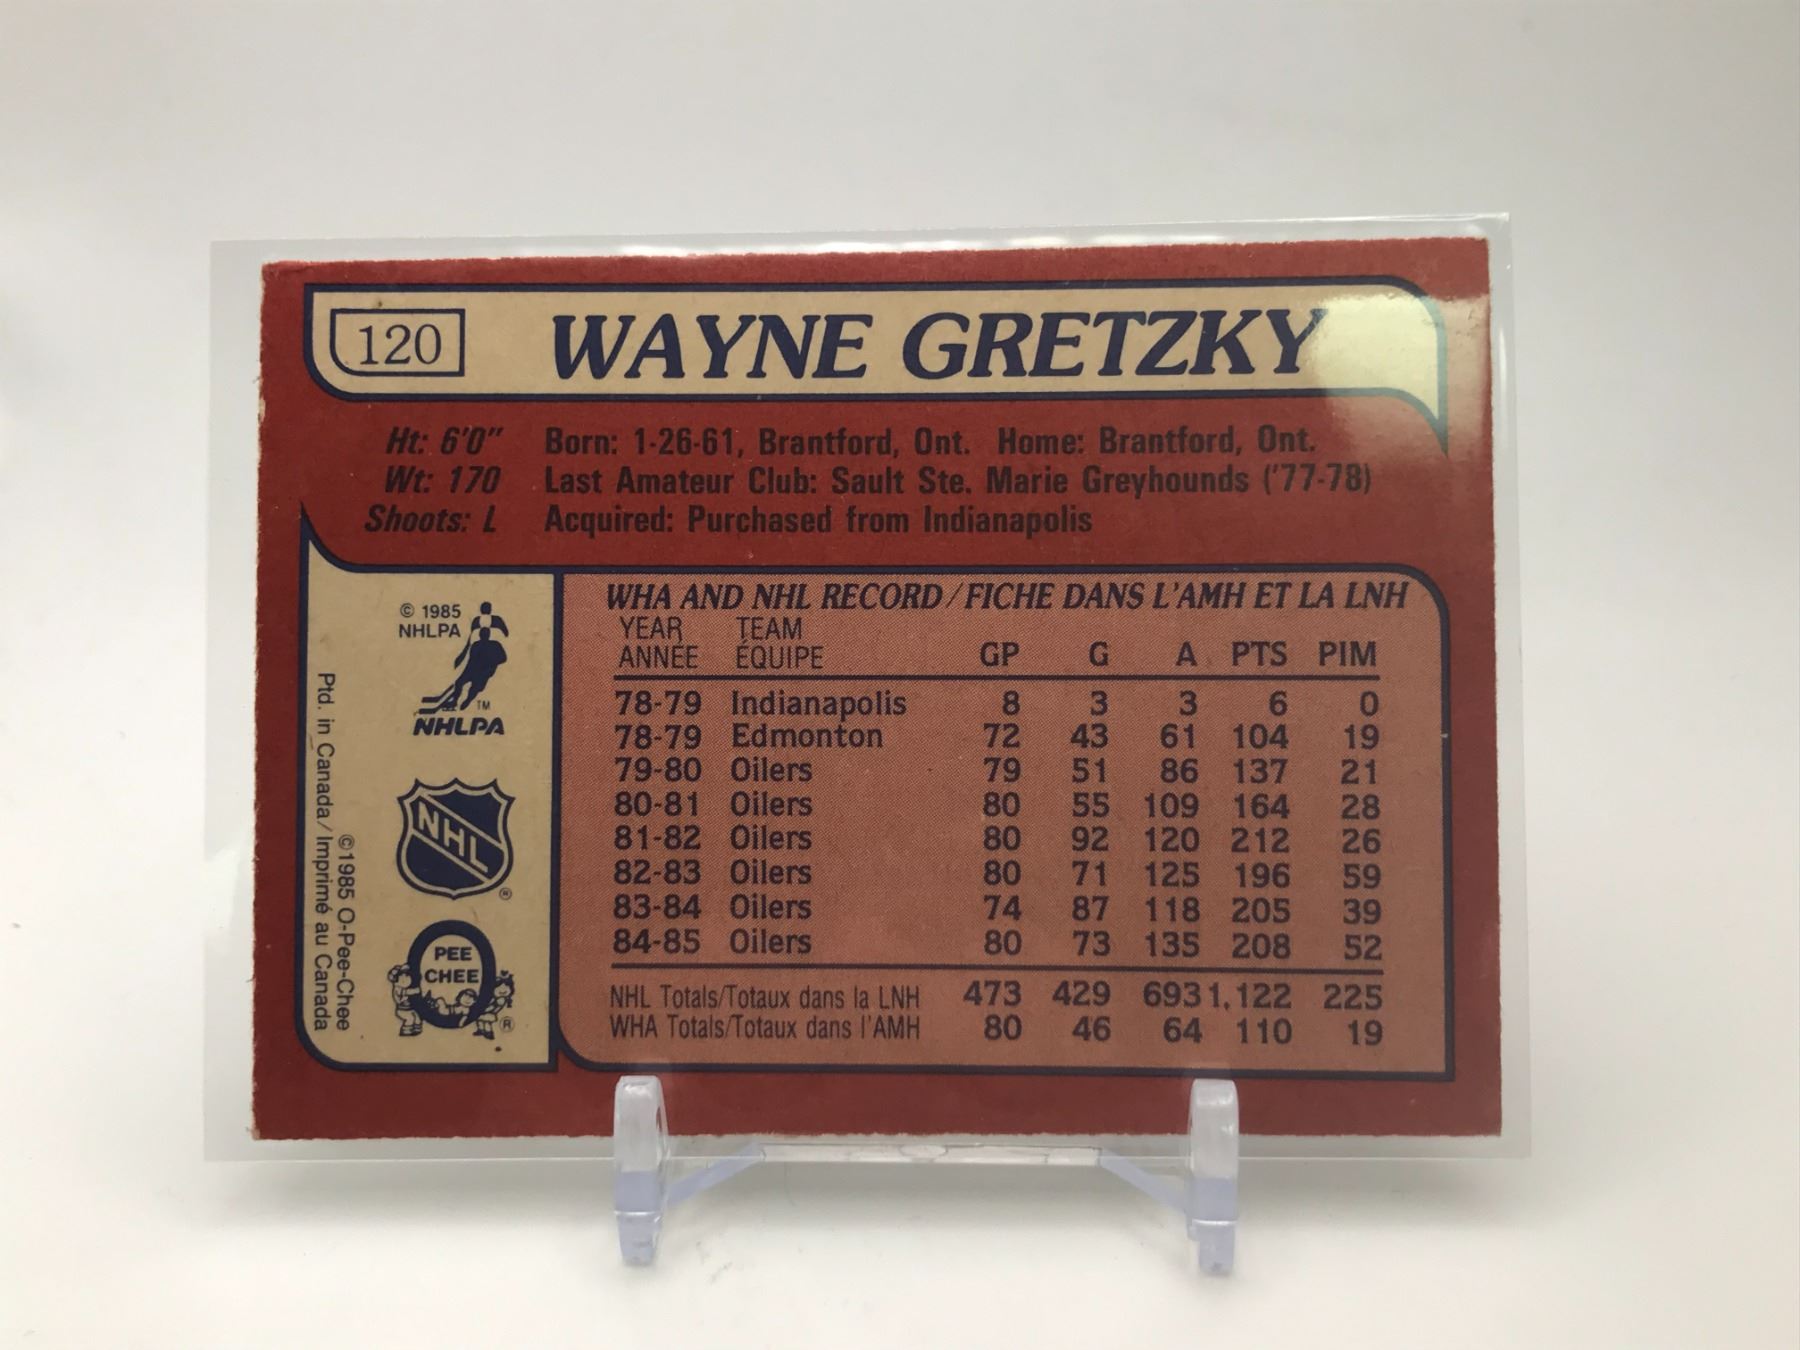 120 WAYNE GRETZKY
Ht: 6'0" Born: 1-26-61, Brantford, Ont. Home: Brantford, Ont.
Wt: 170 Last Amateur Club: Sault Ste. Marie Greyhounds ('77-78)
Shoots: L Acquired: Purchased from Indianapolis
© 1985
NHLPA
TM
NHLPA
NHL
®
PEE
CHEE
®
©1985 O-Pee-Chee
Ptd. in Canada/Imprimé au Canada
WHA AND NHL RECORD/FICHE DANS L'AMH ET LA LNH
YEAR TEAM
ANNÉE ÉQUIPE GP G A PTS PIM
78-79 Indianapolis 8 3 3 6 0
78-79 Edmonton 72 43 61 104 19
79-80 Oilers 79 51 86 137 21
80-81 Oilers 80 55 109 164 28
81-82 Oilers 80 92 120 212 26
82-83 Oilers 80 71 125 196 59
83-84 Oilers 74 87 118 205 39
84-85 Oilers 80 73 135 208 52
NHL Totals/Totaux dans la LNH 473 429 693 1,122 225
WHA Totals/Totaux dans l'AMH 80 46 64 110 19